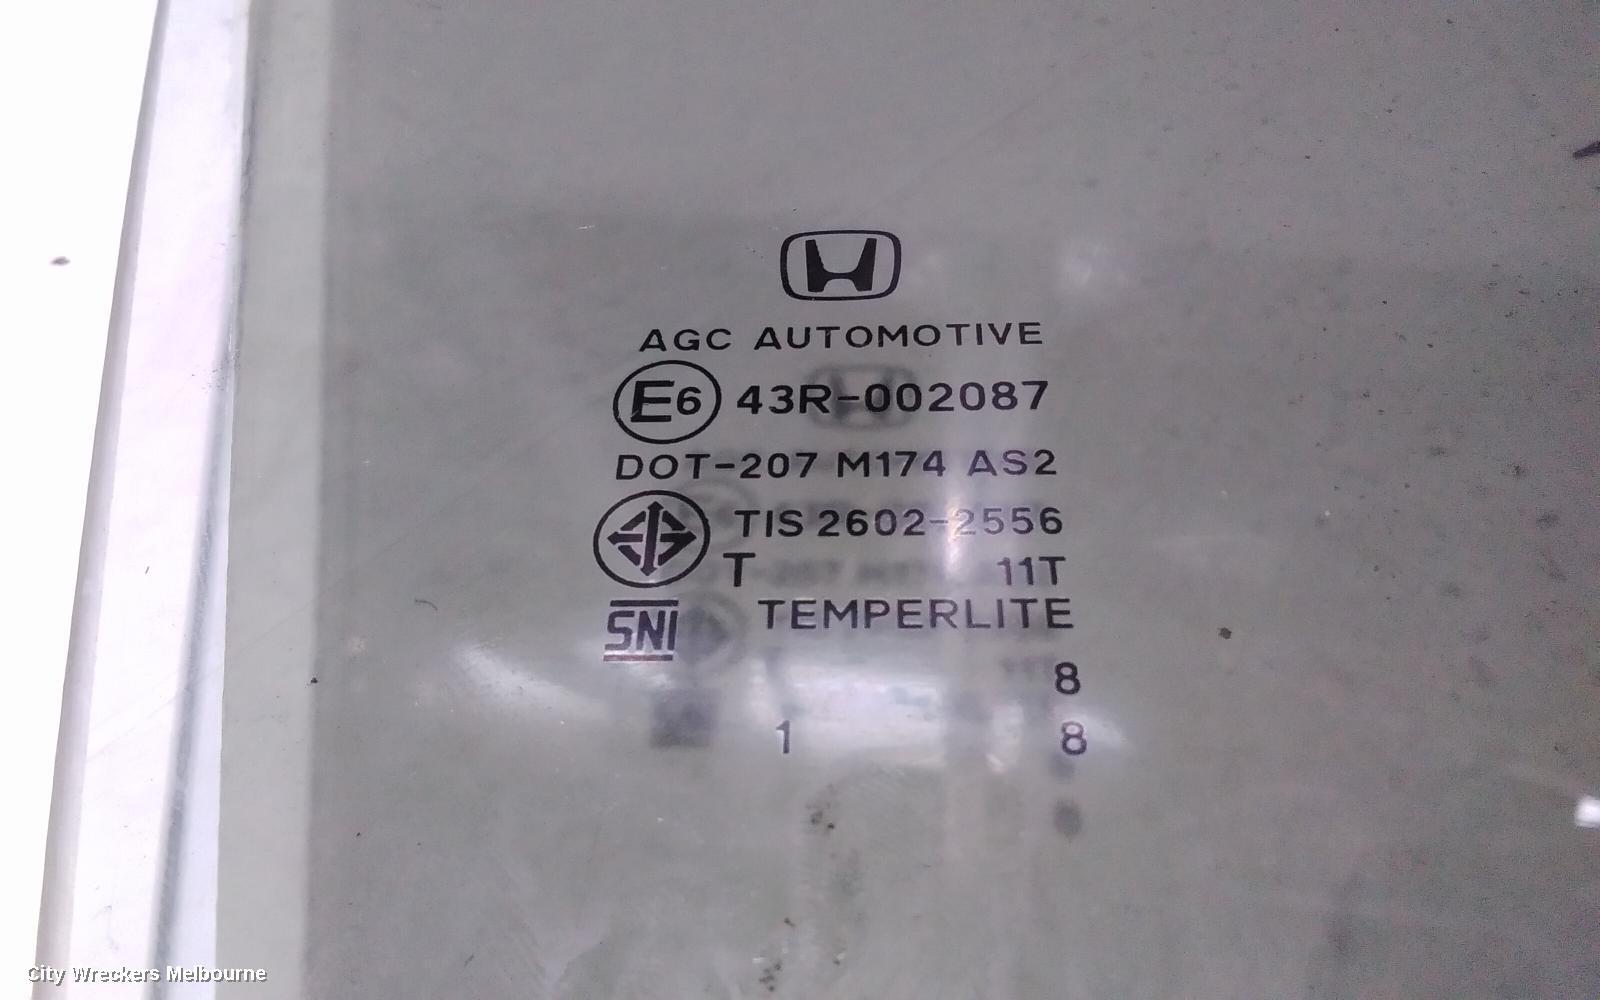 AGC AUTOMOTIVE
E6 43R-002087
DOT-207 M174 AS2
TIS 2602-2556
T 11T
SNI TEMPERLITE
8
1 8
City Wreckers Melbourne